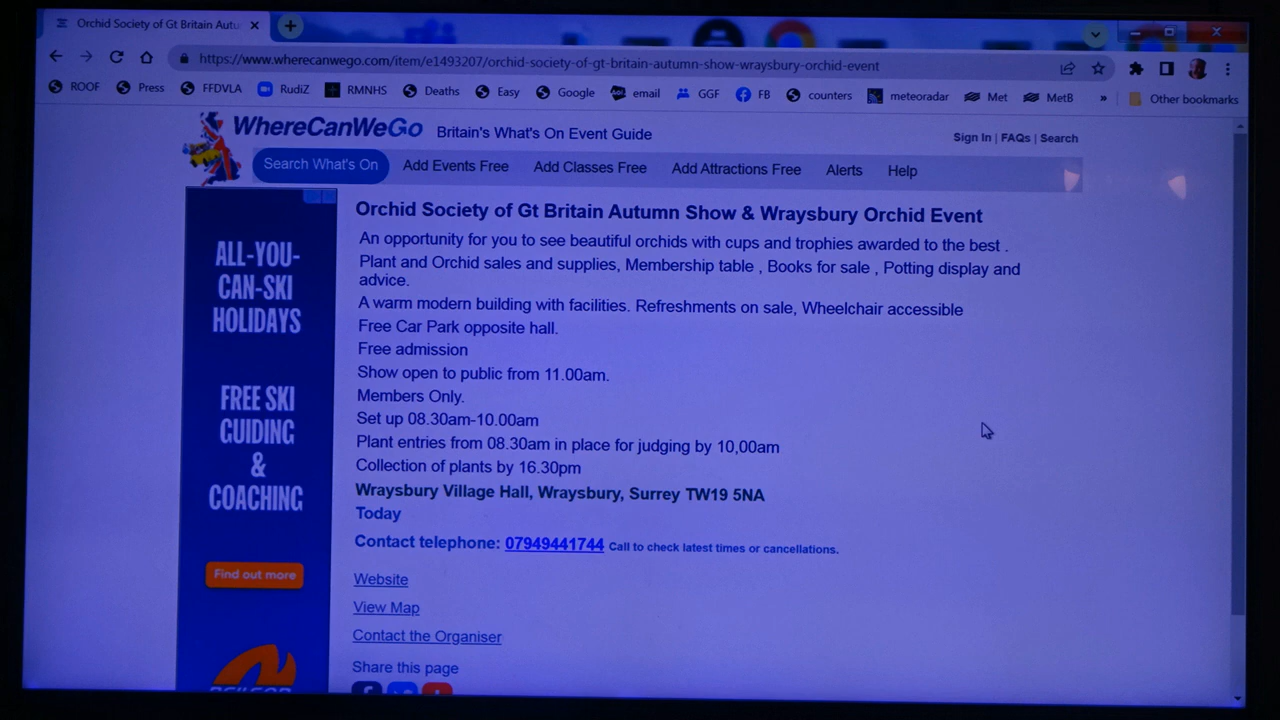 Orchid Society of Gt Britain Autu
https://www.wherecanwego.com/item/e1493207/orchid-society-of-gt-britain-autumn-show-wraysbury-orchid-event
ROOF Press FFDVLA RudiZ RMNHS Deaths Easy Google email GGF FB counters meteoradar Met MetB » Other bookmarks
WhereCanWeGo Britain's What's On Event Guide
Sign In | FAQs | Search
Search What's On Add Events Free Add Classes Free Add Attractions Free Alerts Help
ALL-YOU-
CAN-SKI
HOLIDAYS
FREE SKI
GUIDING
&
COACHING
Find out more
Orchid Society of Gt Britain Autumn Show & Wraysbury Orchid Event
An opportunity for you to see beautiful orchids with cups and trophies awarded to the best .
Plant and Orchid sales and supplies, Membership table , Books for sale , Potting display and
advice.
A warm modern building with facilities. Refreshments on sale, Wheelchair accessible
Free Car Park opposite hall.
Free admission
Show open to public from 11.00am.
Members Only.
Set up 08.30am-10.00am
Plant entries from 08.30am in place for judging by 10,00am
Collection of plants by 16.30pm
Wraysbury Village Hall, Wraysbury, Surrey TW19 5NA
Today
Contact telephone: 07949441744 Call to check latest times or cancellations.
Website
View Map
Contact the Organiser
Share this page